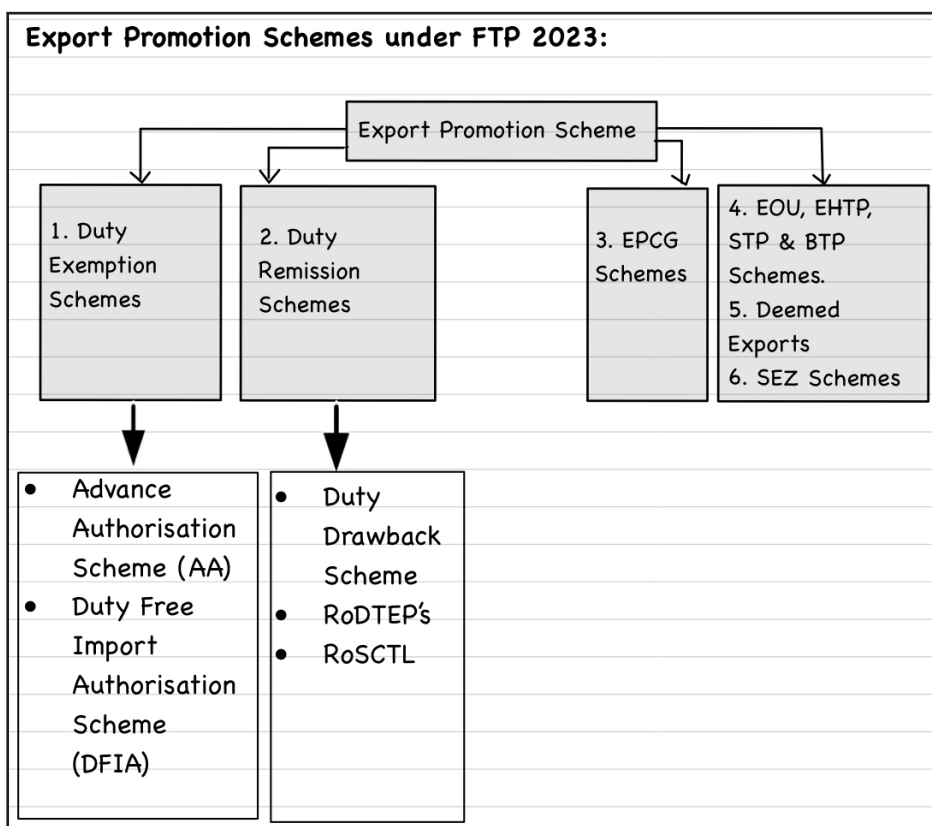 Export Promotion Schemes under FTP 2023:
Export Promotion Scheme
1. Duty
Exemption
Schemes
2. Duty
Remission
Schemes
3. EPCG
Schemes
4. EOU, EHTP,
STP & BTP
Schemes.
5. Deemed
Exports
6. SEZ Schemes
• Advance
Authorisation
Scheme (AA)
• Duty Free
Import
Authorisation
Scheme
(DFIA)
• Duty
Drawback
Scheme
• RoDTEP's
• RoSCTL